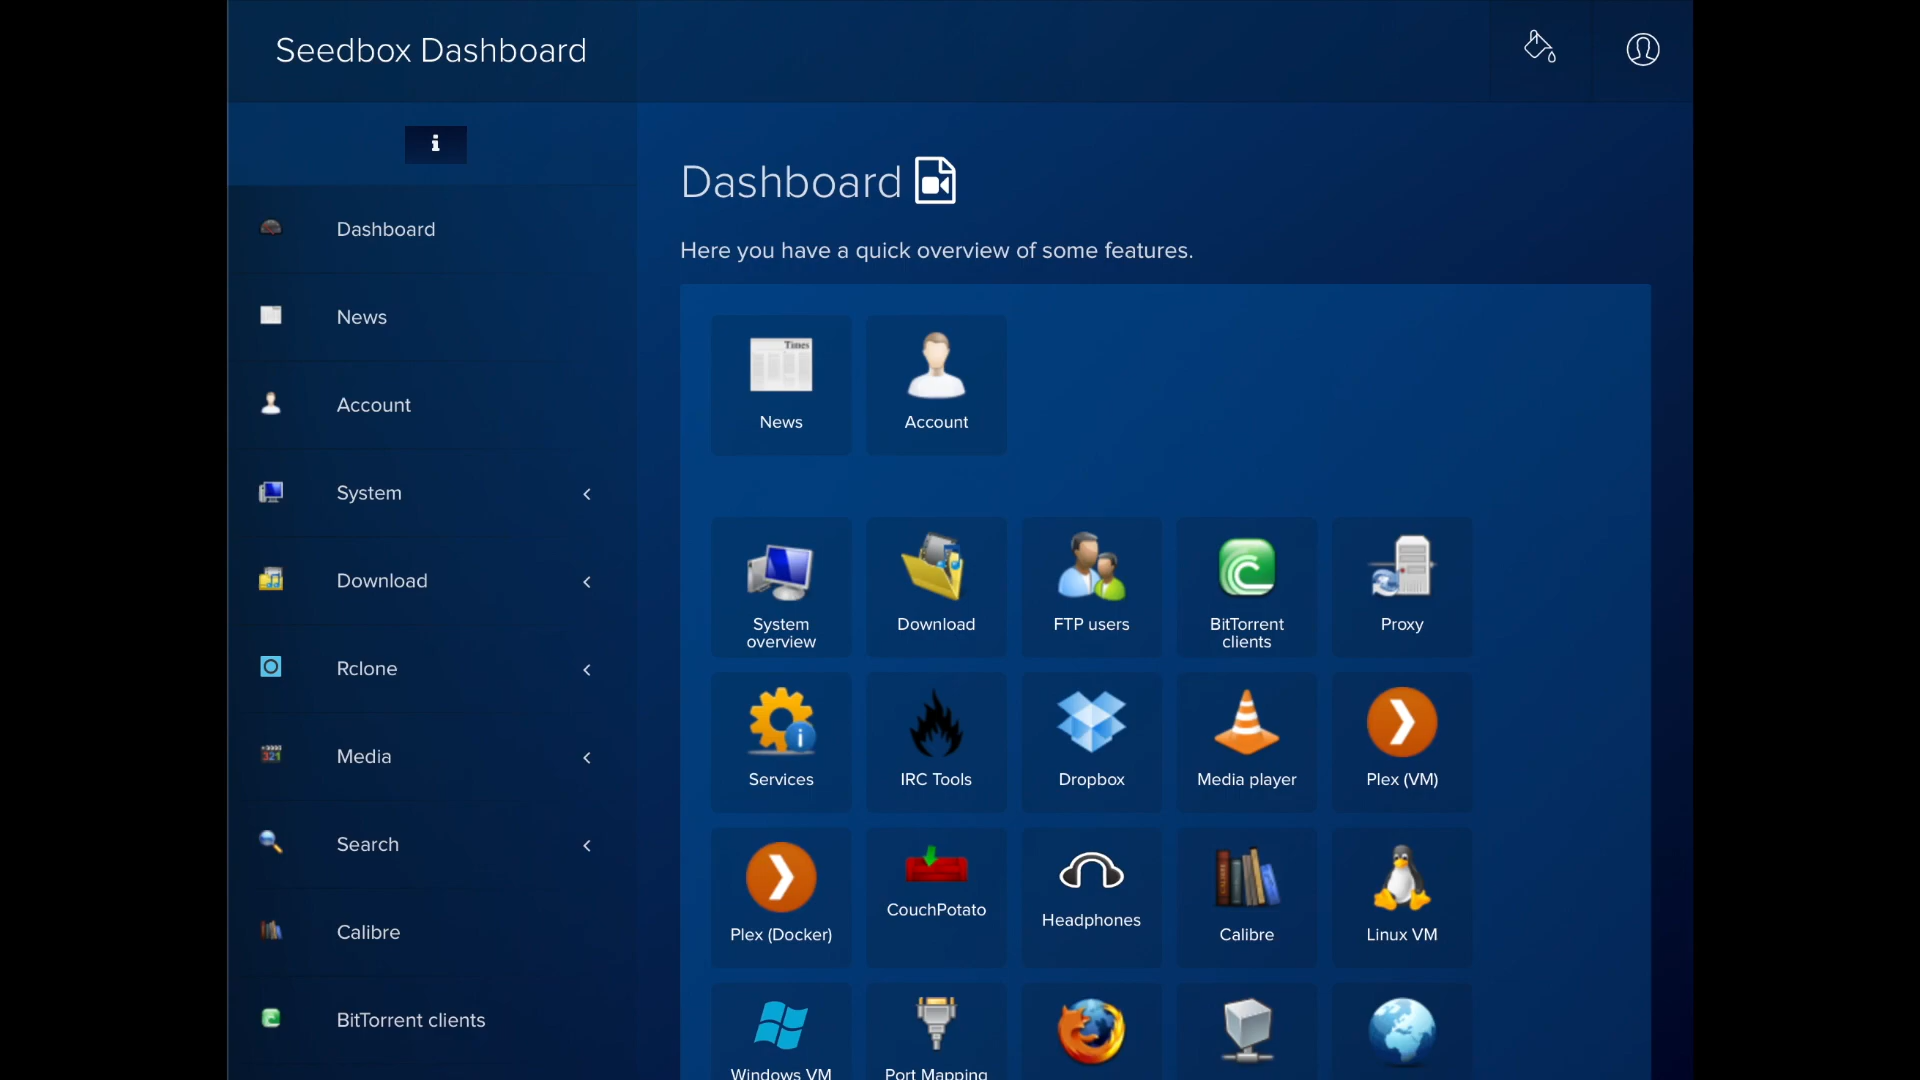 Seedbox Dashboard
i
Dashboard
News
Account
System
Download
Rclone
Media
Search
Calibre
BitTorrent clients
Dashboard
Here you have a quick overview of some features.
Times
News
Account
System
overview
Download
FTP users
BitTorrent
clients
Proxy
Services
IRC Tools
Dropbox
Media player
Plex (VM)
Plex (Docker)
CouchPotato
Headphones
Calibre
Linux VM
Windows VM
Port Mapping